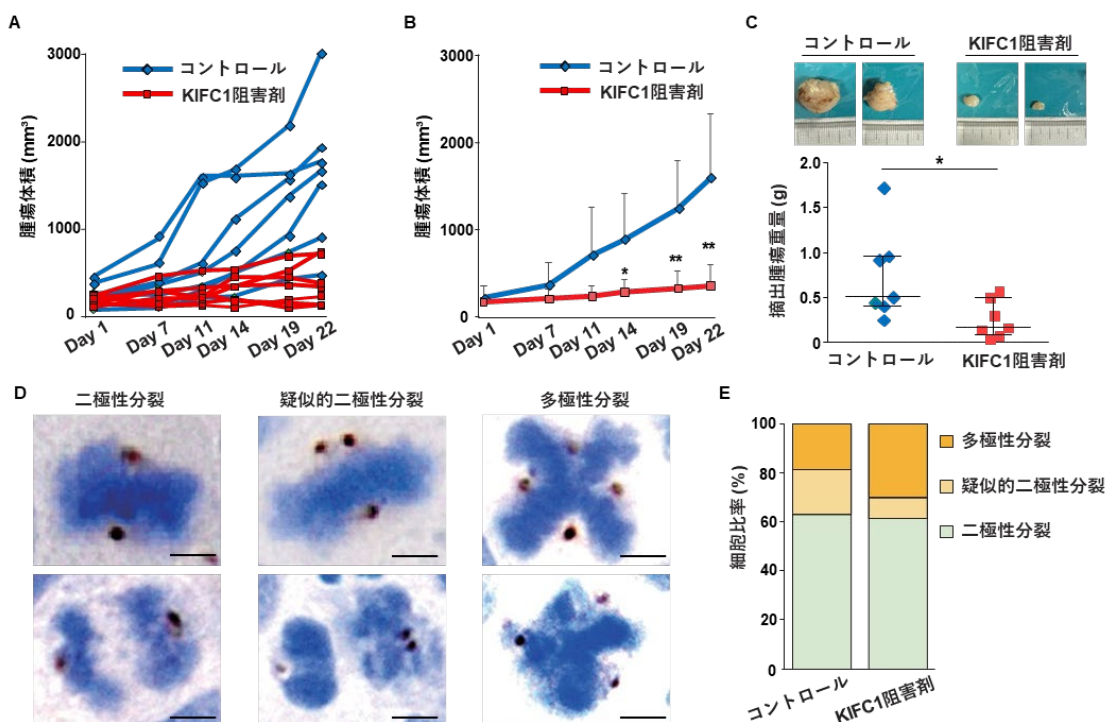 A
腫瘍体積 (mm³)
3000
2000
1000
0
コントロール
KIFC1阻害剤
Day 1
Day 7
Day 11
Day 14
Day 19
Day 22
B
腫瘍体積 (mm³)
3000
2000
1000
0
コントロール
KIFC1阻害剤
*
**
**
Day 1
Day 7
Day 11
Day 14
Day 19
Day 22
C
コントロール
KIFC1阻害剤
摘出腫瘍重量 (g)
2.0
1.5
1.0
0.5
0
*
コントロール
KIFC1阻害剤
D
二極性分裂
疑似的二極性分裂
多極性分裂
E
細胞比率 (%)
100
80
60
40
20
0
多極性分裂
疑似的二極性分裂
二極性分裂
コントロール
KIFC1阻害剤